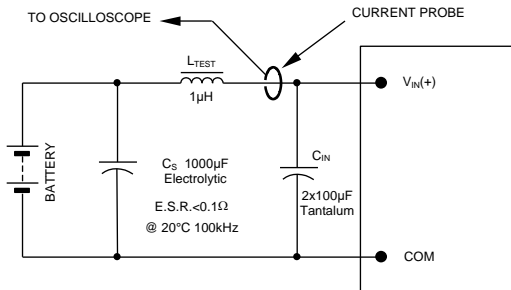 TO OSCILLOSCOPE
CURRENT PROBE
LTEST
1µH
VIN(+)
BATTERY
CS 1000µF
Electrolytic
E.S.R.<0.1Ω
@ 20°C 100kHz
CIN
2x100µF
Tantalum
COM